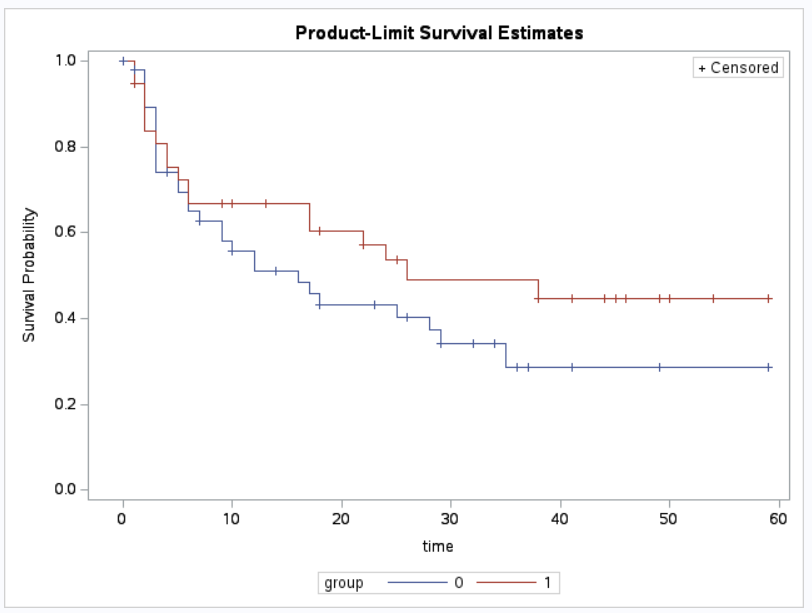 Product-Limit Survival Estimates
+ Censored
1.0
0.8
0.6
0.4
0.2
0.0
Survival Probability
0 10 20 30 40 50 60
time
group 0 1